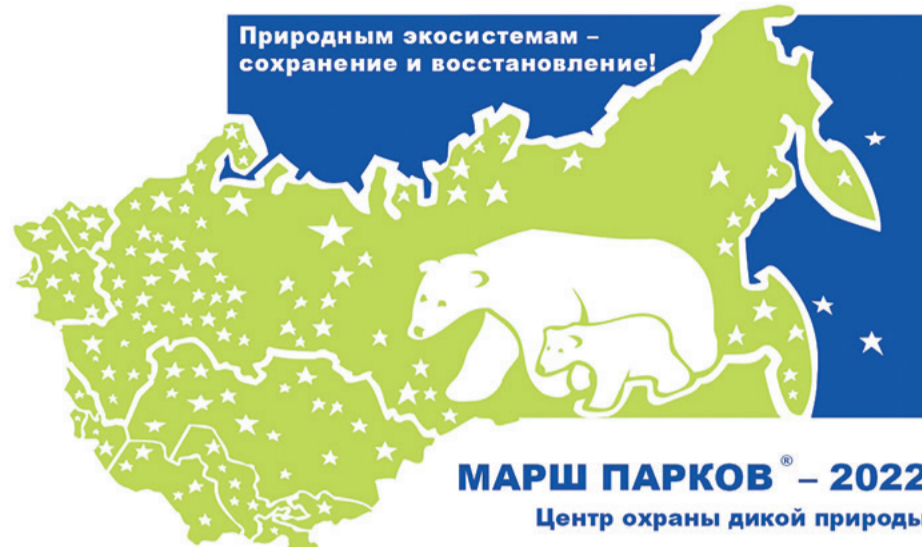 Природным экосистемам –
сохранение и восстановление!
МАРШ ПАРКОВ® – 2022
Центр охраны дикой природы